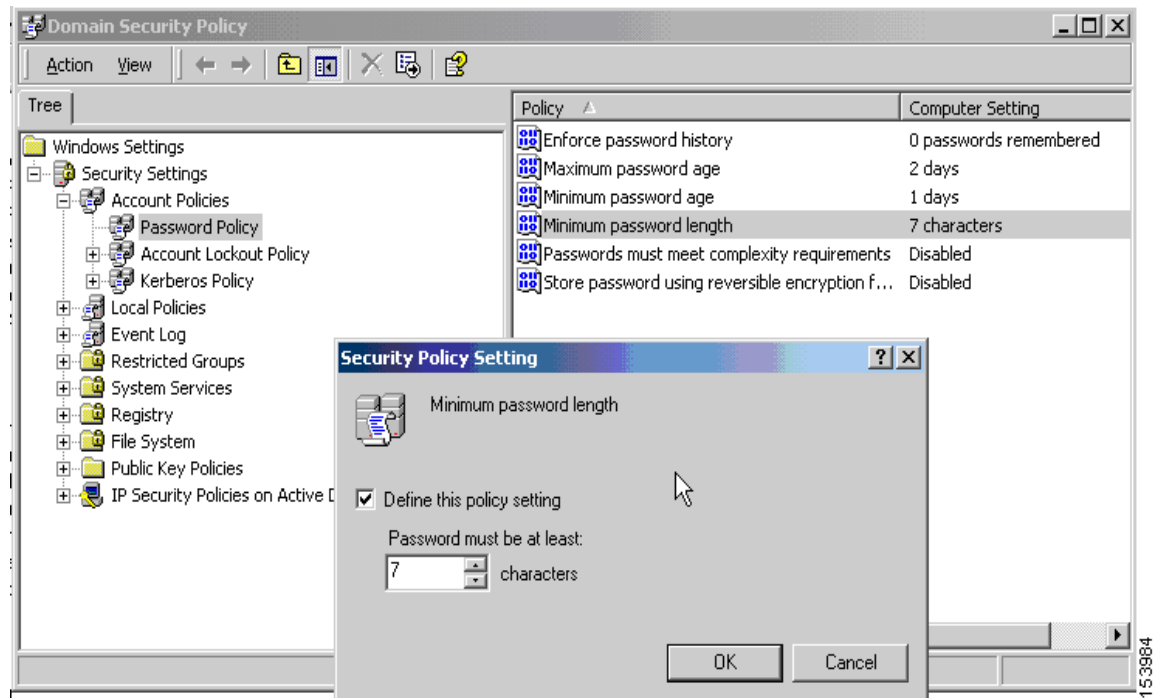 Domain Security Policy
Action View
Tree
Policy Computer Setting
Windows Settings
Security Settings
Account Policies
Password Policy
Account Lockout Policy
Kerberos Policy
Local Policies
Event Log
Restricted Groups
System Services
Registry
File System
Public Key Policies
IP Security Policies on Active D
Enforce password history 0 passwords remembered
Maximum password age 2 days
Minimum password age 1 days
Minimum password length 7 characters
Passwords must meet complexity requirements Disabled
Store password using reversible encryption f... Disabled
Security Policy Setting
Minimum password length
Define this policy setting
Password must be at least:
7 characters
OK Cancel
153984